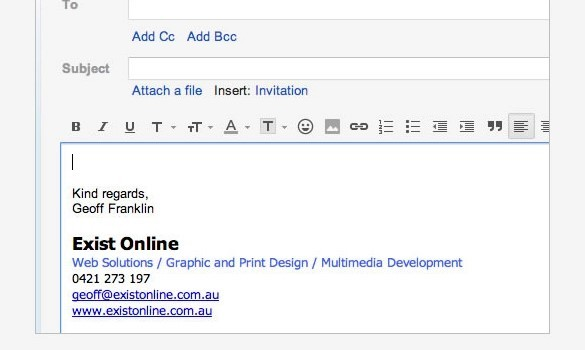 To
Add Cc Add Bcc
Subject
Attach a file Insert: Invitation
B I U T T A T
Kind regards,
Geoff Franklin
Exist Online
Web Solutions / Graphic and Print Design / Multimedia Development
0421 273 197
geoff@existonline.com.au
www.existonline.com.au